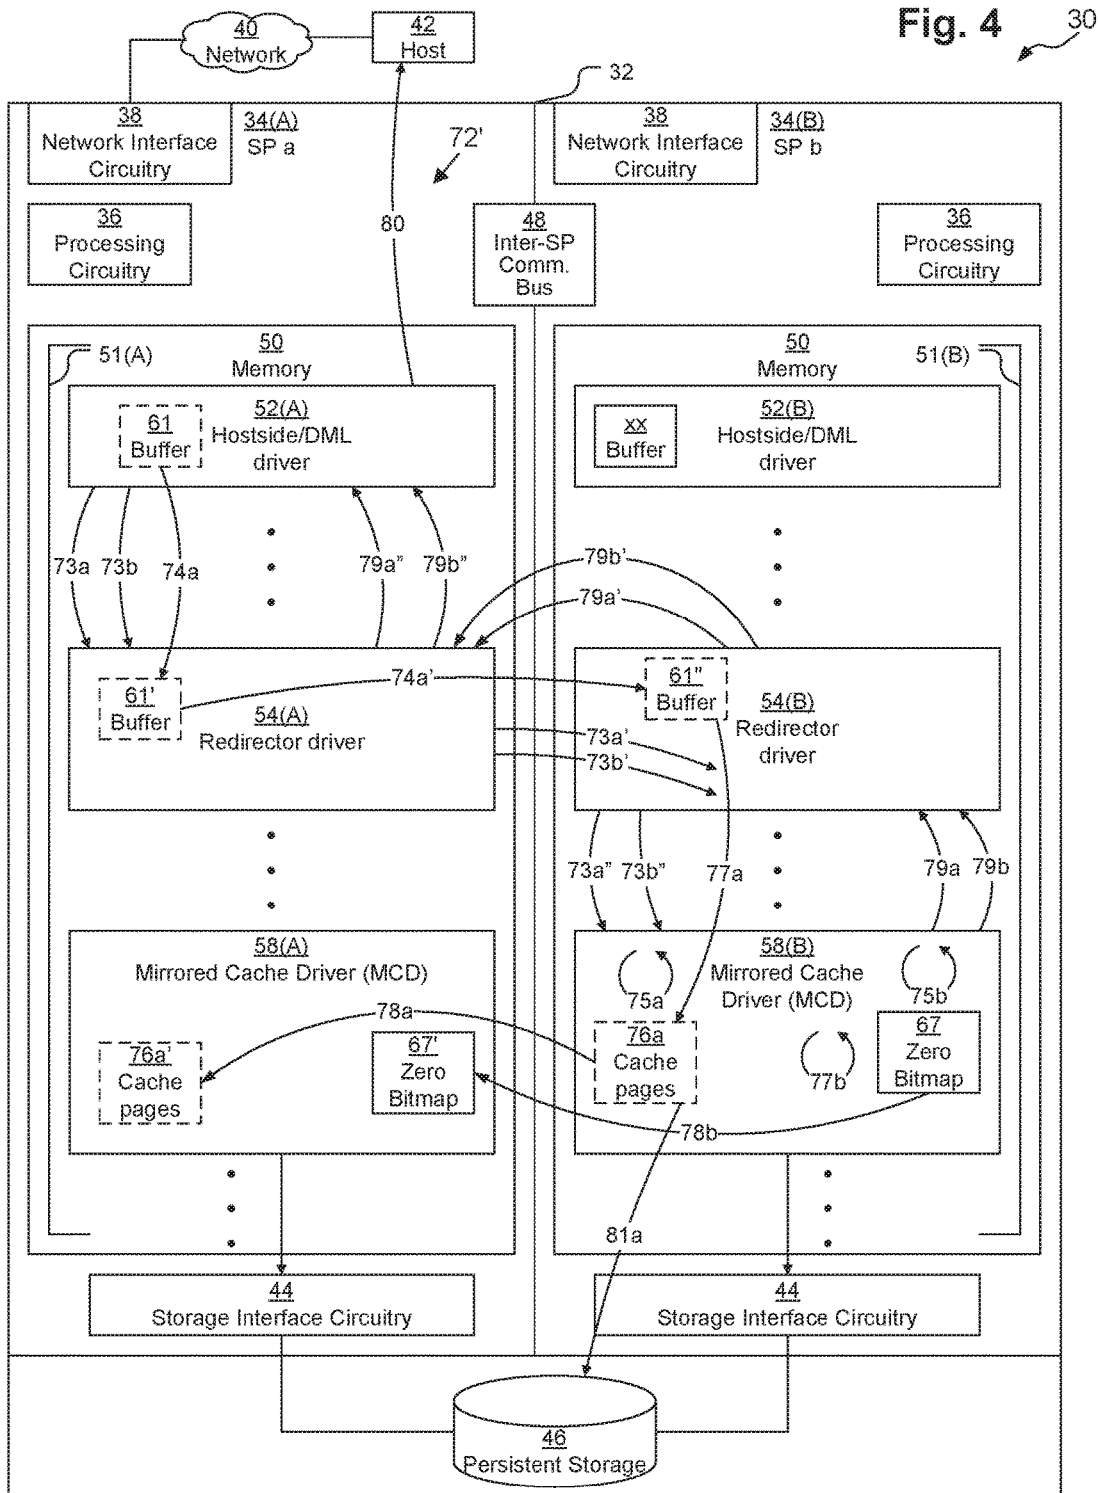 Fig. 4
30
40
Network
42
Host
32
38
Network Interface
Circuitry
34(A)
SP a
72'
38
Network Interface
Circuitry
34(B)
SP b
36
Processing
Circuitry
80
48
Inter-SP
Comm.
Bus
36
Processing
Circuitry
51(A)
50
Memory
50
Memory
51(B)
61
Buffer
52(A)
Hostside/DML
driver
xx
Buffer
52(B)
Hostside/DML
driver
73a
73b
74a
79a"
79b"
79b'
79a'
61'
Buffer
54(A)
Redirector driver
74a'
61"
Buffer
54(B)
Redirector
driver
73a'
73b'
73a"
73b"
77a
79a
79b
58(A)
Mirrored Cache Driver (MCD)
78a
76a'
Cache
pages
67'
Zero
Bitmap
58(B)
Mirrored Cache
Driver (MCD)
75a
75b
76a
Cache
pages
77b
67
Zero
Bitmap
78b
81a
44
Storage Interface Circuitry
44
Storage Interface Circuitry
46
Persistent Storage